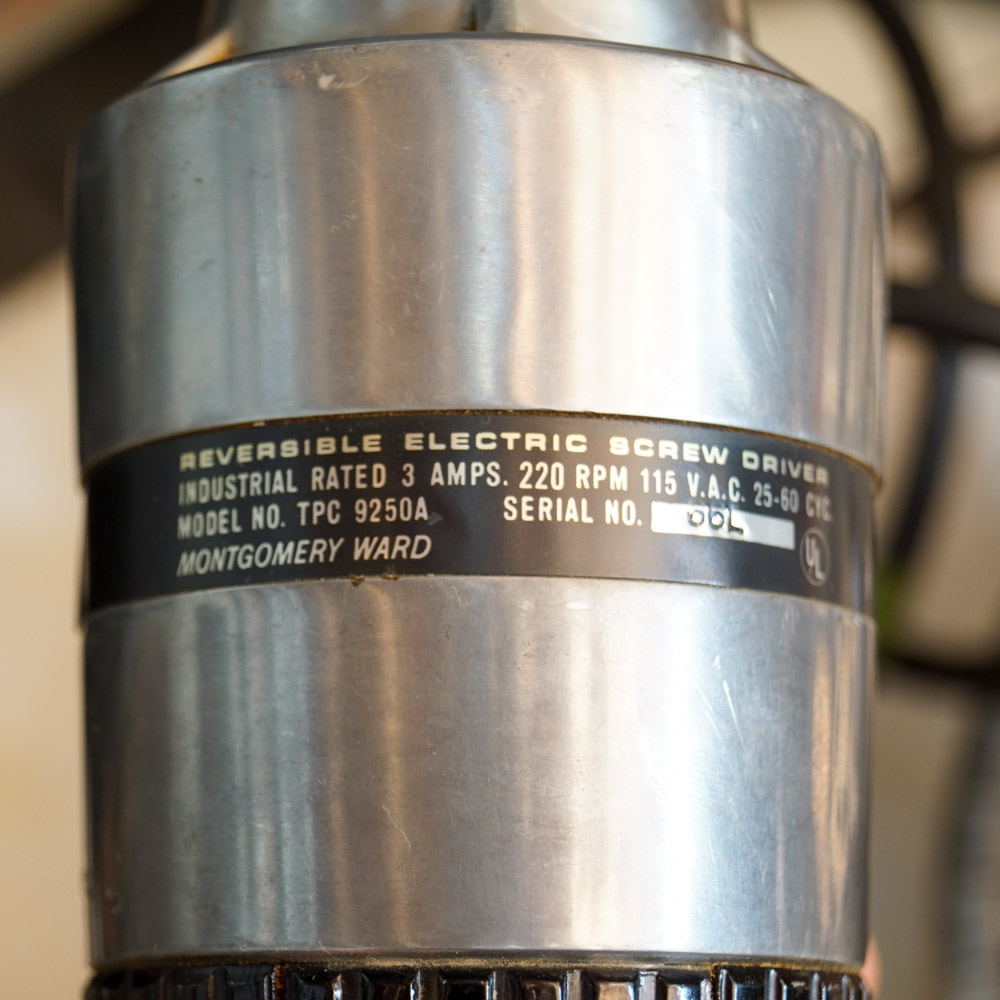 REVERSIBLE ELECTRIC SCREW DRIVER
INDUSTRIAL RATED 3 AMPS. 220 RPM 115 V.A.C. 25-60 CYC.
MODEL NO. TPC 9250A SERIAL NO.
MONTGOMERY WARD
UL